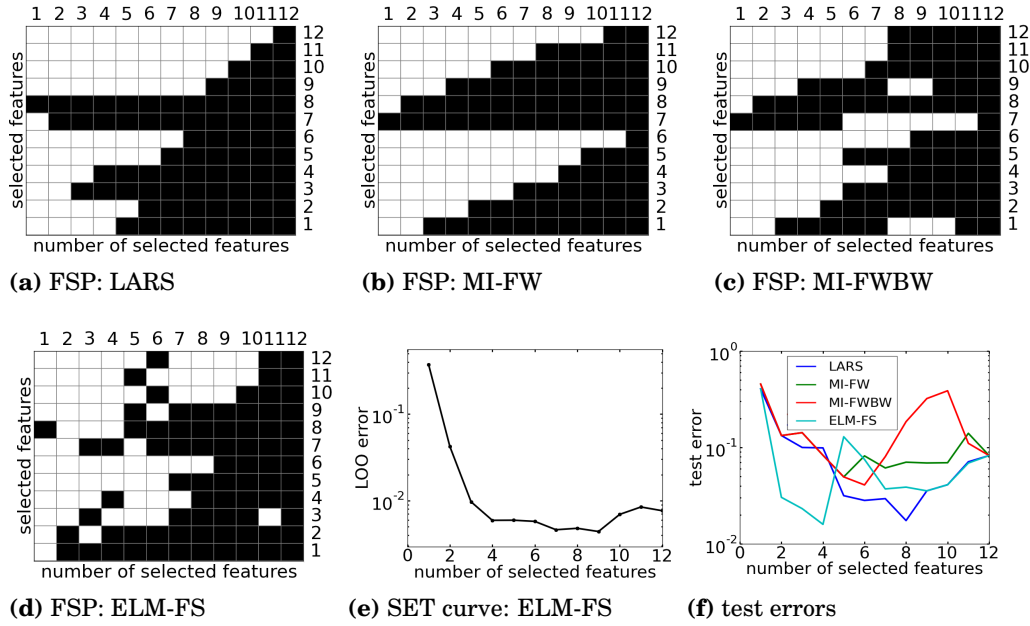 1 2 3 4 5 6 7 8 9 10 11 12
selected features
12
11
10
9
8
7
6
5
4
3
2
1
number of selected features
(a) FSP: LARS
1 2 3 4 5 6 7 8 9 10 11 12
selected features
12
11
10
9
8
7
6
5
4
3
2
1
number of selected features
(b) FSP: MI-FW
1 2 3 4 5 6 7 8 9 10 11 12
selected features
12
11
10
9
8
7
6
5
4
3
2
1
number of selected features
(c) FSP: MI-FWBW
1 2 3 4 5 6 7 8 9 10 11 12
selected features
12
11
10
9
8
7
6
5
4
3
2
1
number of selected features
(d) FSP: ELM-FS
LOO error
10⁻¹
10⁻²
0 2 4 6 8 10 12
number of selected features
(e) SET curve: ELM-FS
test error
10⁰
10⁻¹
10⁻²
LARS
MI-FW
MI-FWBW
ELM-FS
0 2 4 6 8 10 12
number of selected features
(f) test errors